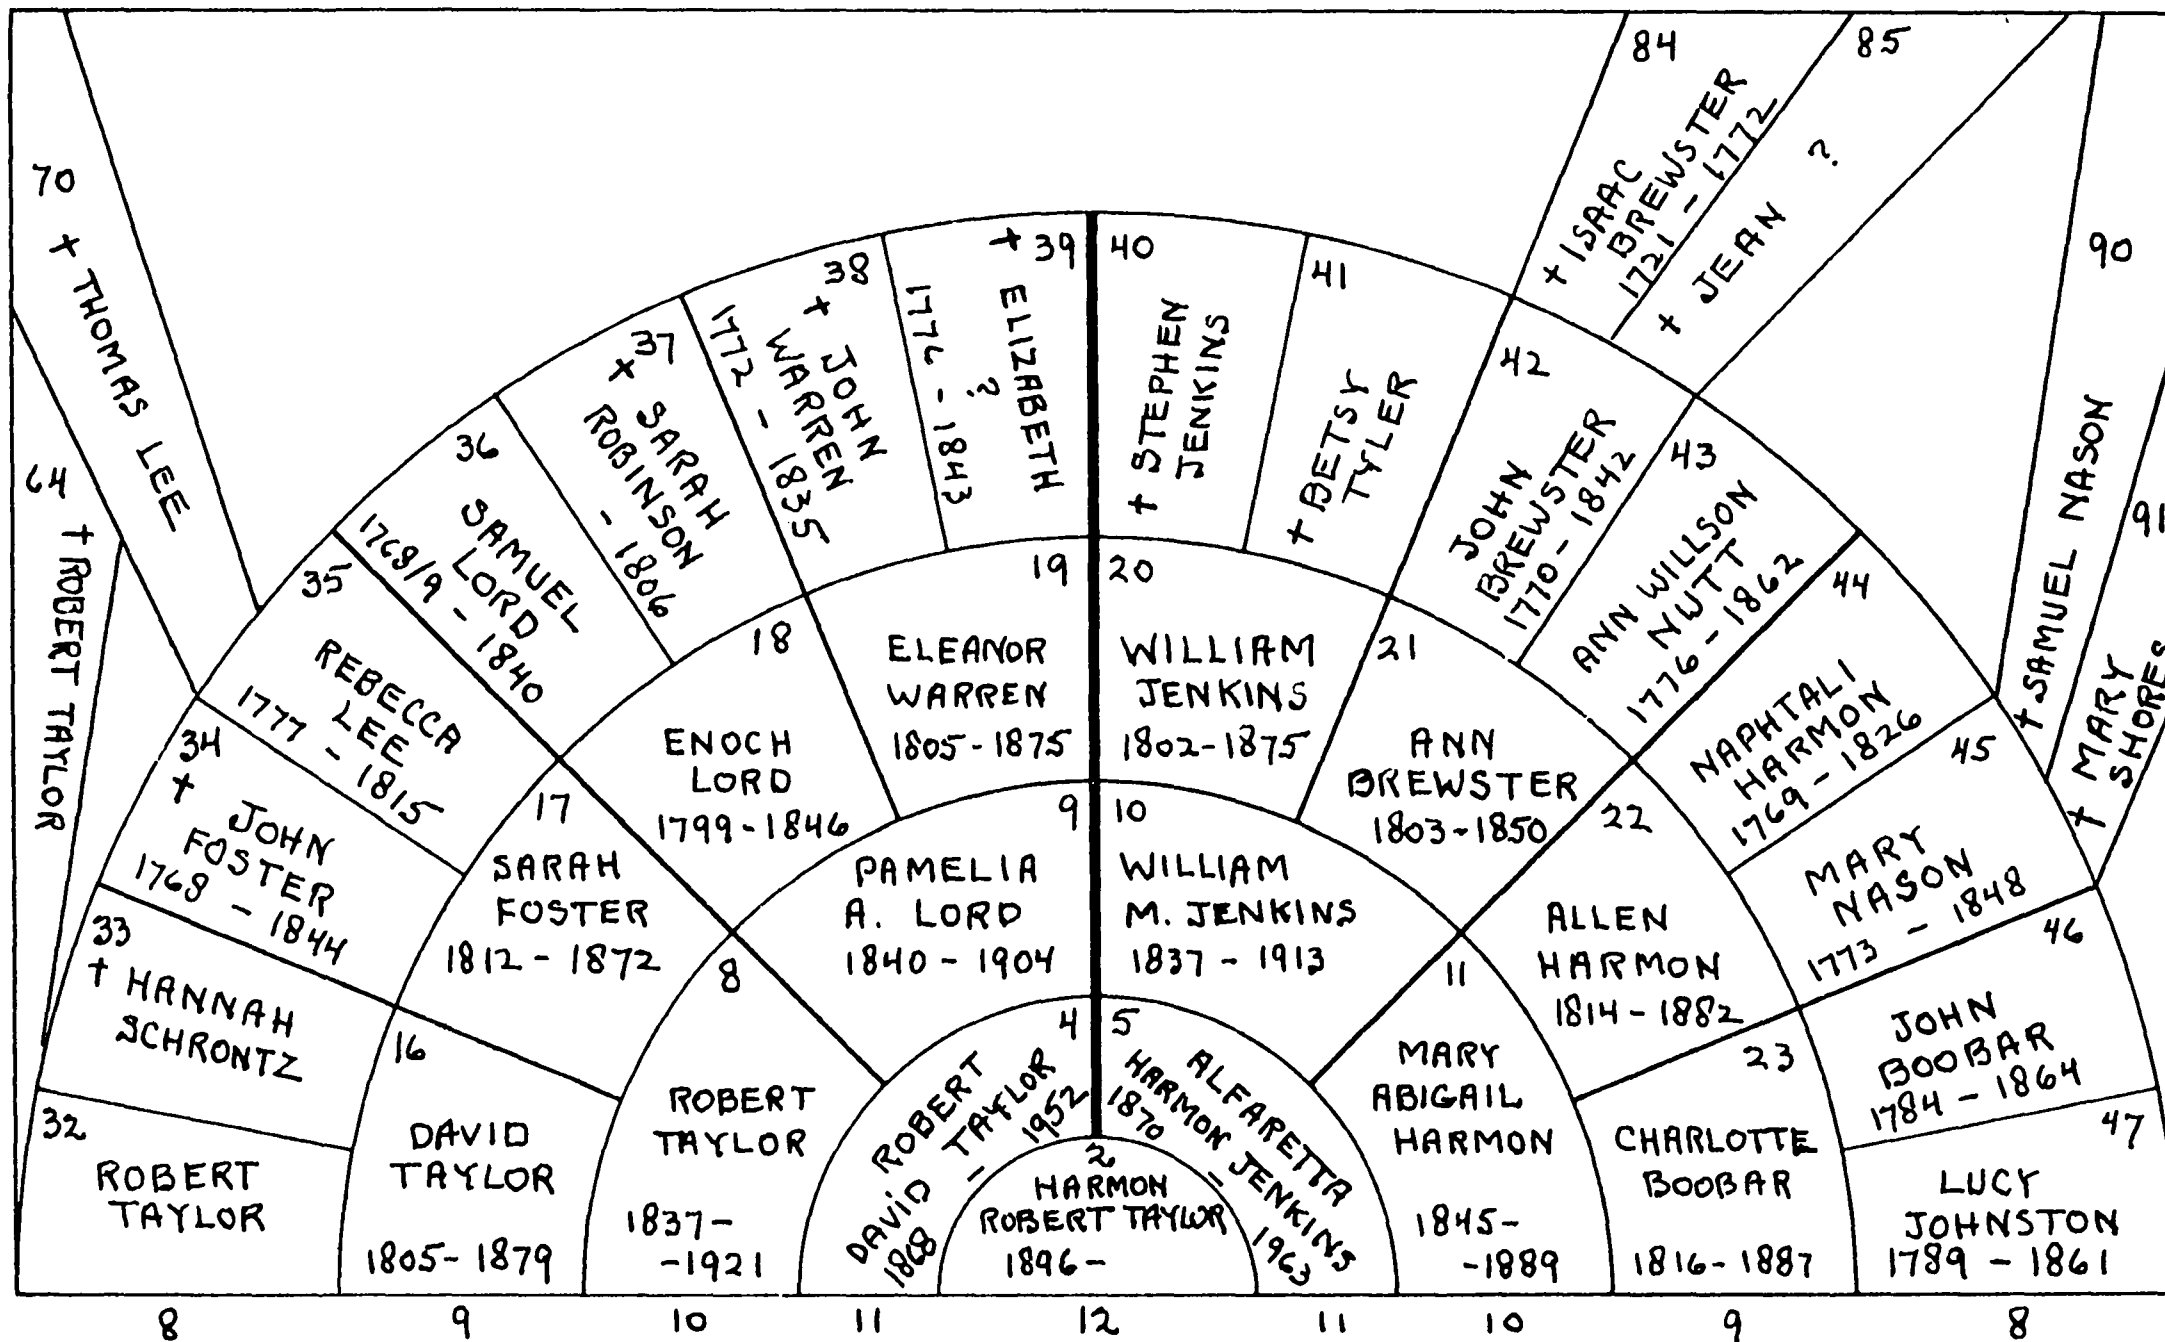 84
85
† ISAAC
BREWSTER
1721 - 1772
† JEAN ?
70
† THOMAS LEE
90
† SAMUEL NASON
91
† MARY
SHORES
64
† ROBERT TAYLOR
32
ROBERT
TAYLOR
33
† HANNAH
SCHRONTZ
34
† JOHN
FOSTER
1768 - 1844
35
REBECCA
LEE
1777 - 1815
36
SAMUEL
LORD
1768/9 - 1840
37
† SARAH
ROBINSON
- 1806
38
† JOHN
WARREN
1772 - 1835
39
† ELIZABETH
?
1776 - 1843
40
† STEPHEN
JENKINS
41
† BETSY
TYLER
42
JOHN
BREWSTER
1770 - 1842
43
ANN WILLSON
NUTT
1776 - 1862
44
NAPHTALI
HARMON
1769 - 1826
45
MARY
NASON
1773 - 1848
46
JOHN
BOOBAR
1784 - 1864
47
LUCY
JOHNSTON
1789 - 1861
16
DAVID
TAYLOR
1805 - 1879
17
SARAH
FOSTER
1812 - 1872
18
ENOCH
LORD
1799 - 1846
19
ELEANOR
WARREN
1805 - 1875
20
WILLIAM
JENKINS
1802 - 1875
21
ANN
BREWSTER
1803 - 1850
22
ALLEN
HARMON
1814 - 1882
23
CHARLOTTE
BOOBAR
1816 - 1887
8
ROBERT
TAYLOR
1837 -
- 1921
9
PAMELIA
A. LORD
1840 - 1904
10
WILLIAM
M. JENKINS
1837 - 1913
11
MARY
ABIGAIL
HARMON
1845 -
- 1889
4
ROBERT
DAVID TAYLOR
1868 - 1952
5
ALFARETTA
HARMON JENKINS
1870 - 1963
2
HARMON
ROBERT TAYLOR
1896 -
8 9 10 11 12 11 10 9 8